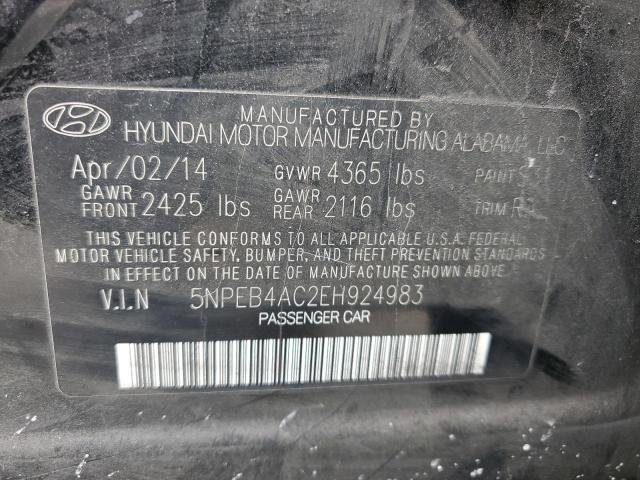 MANUFACTURED BY
HYUNDAI MOTOR MANUFACTURING ALABAMA, LLC
Apr/02/14 GVWR 4365 lbs PAINT
GAWR FRONT 2425 lbs GAWR REAR 2116 lbs TRIM
THIS VEHICLE CONFORMS TO ALL APPLICABLE U.S.A. FEDERAL
MOTOR VEHICLE SAFETY, BUMPER, AND THEFT PREVENTION STANDARDS
IN EFFECT ON THE DATE OF MANUFACTURE SHOWN ABOVE.
V.I.N 5NPEB4AC2EH924983
PASSENGER CAR